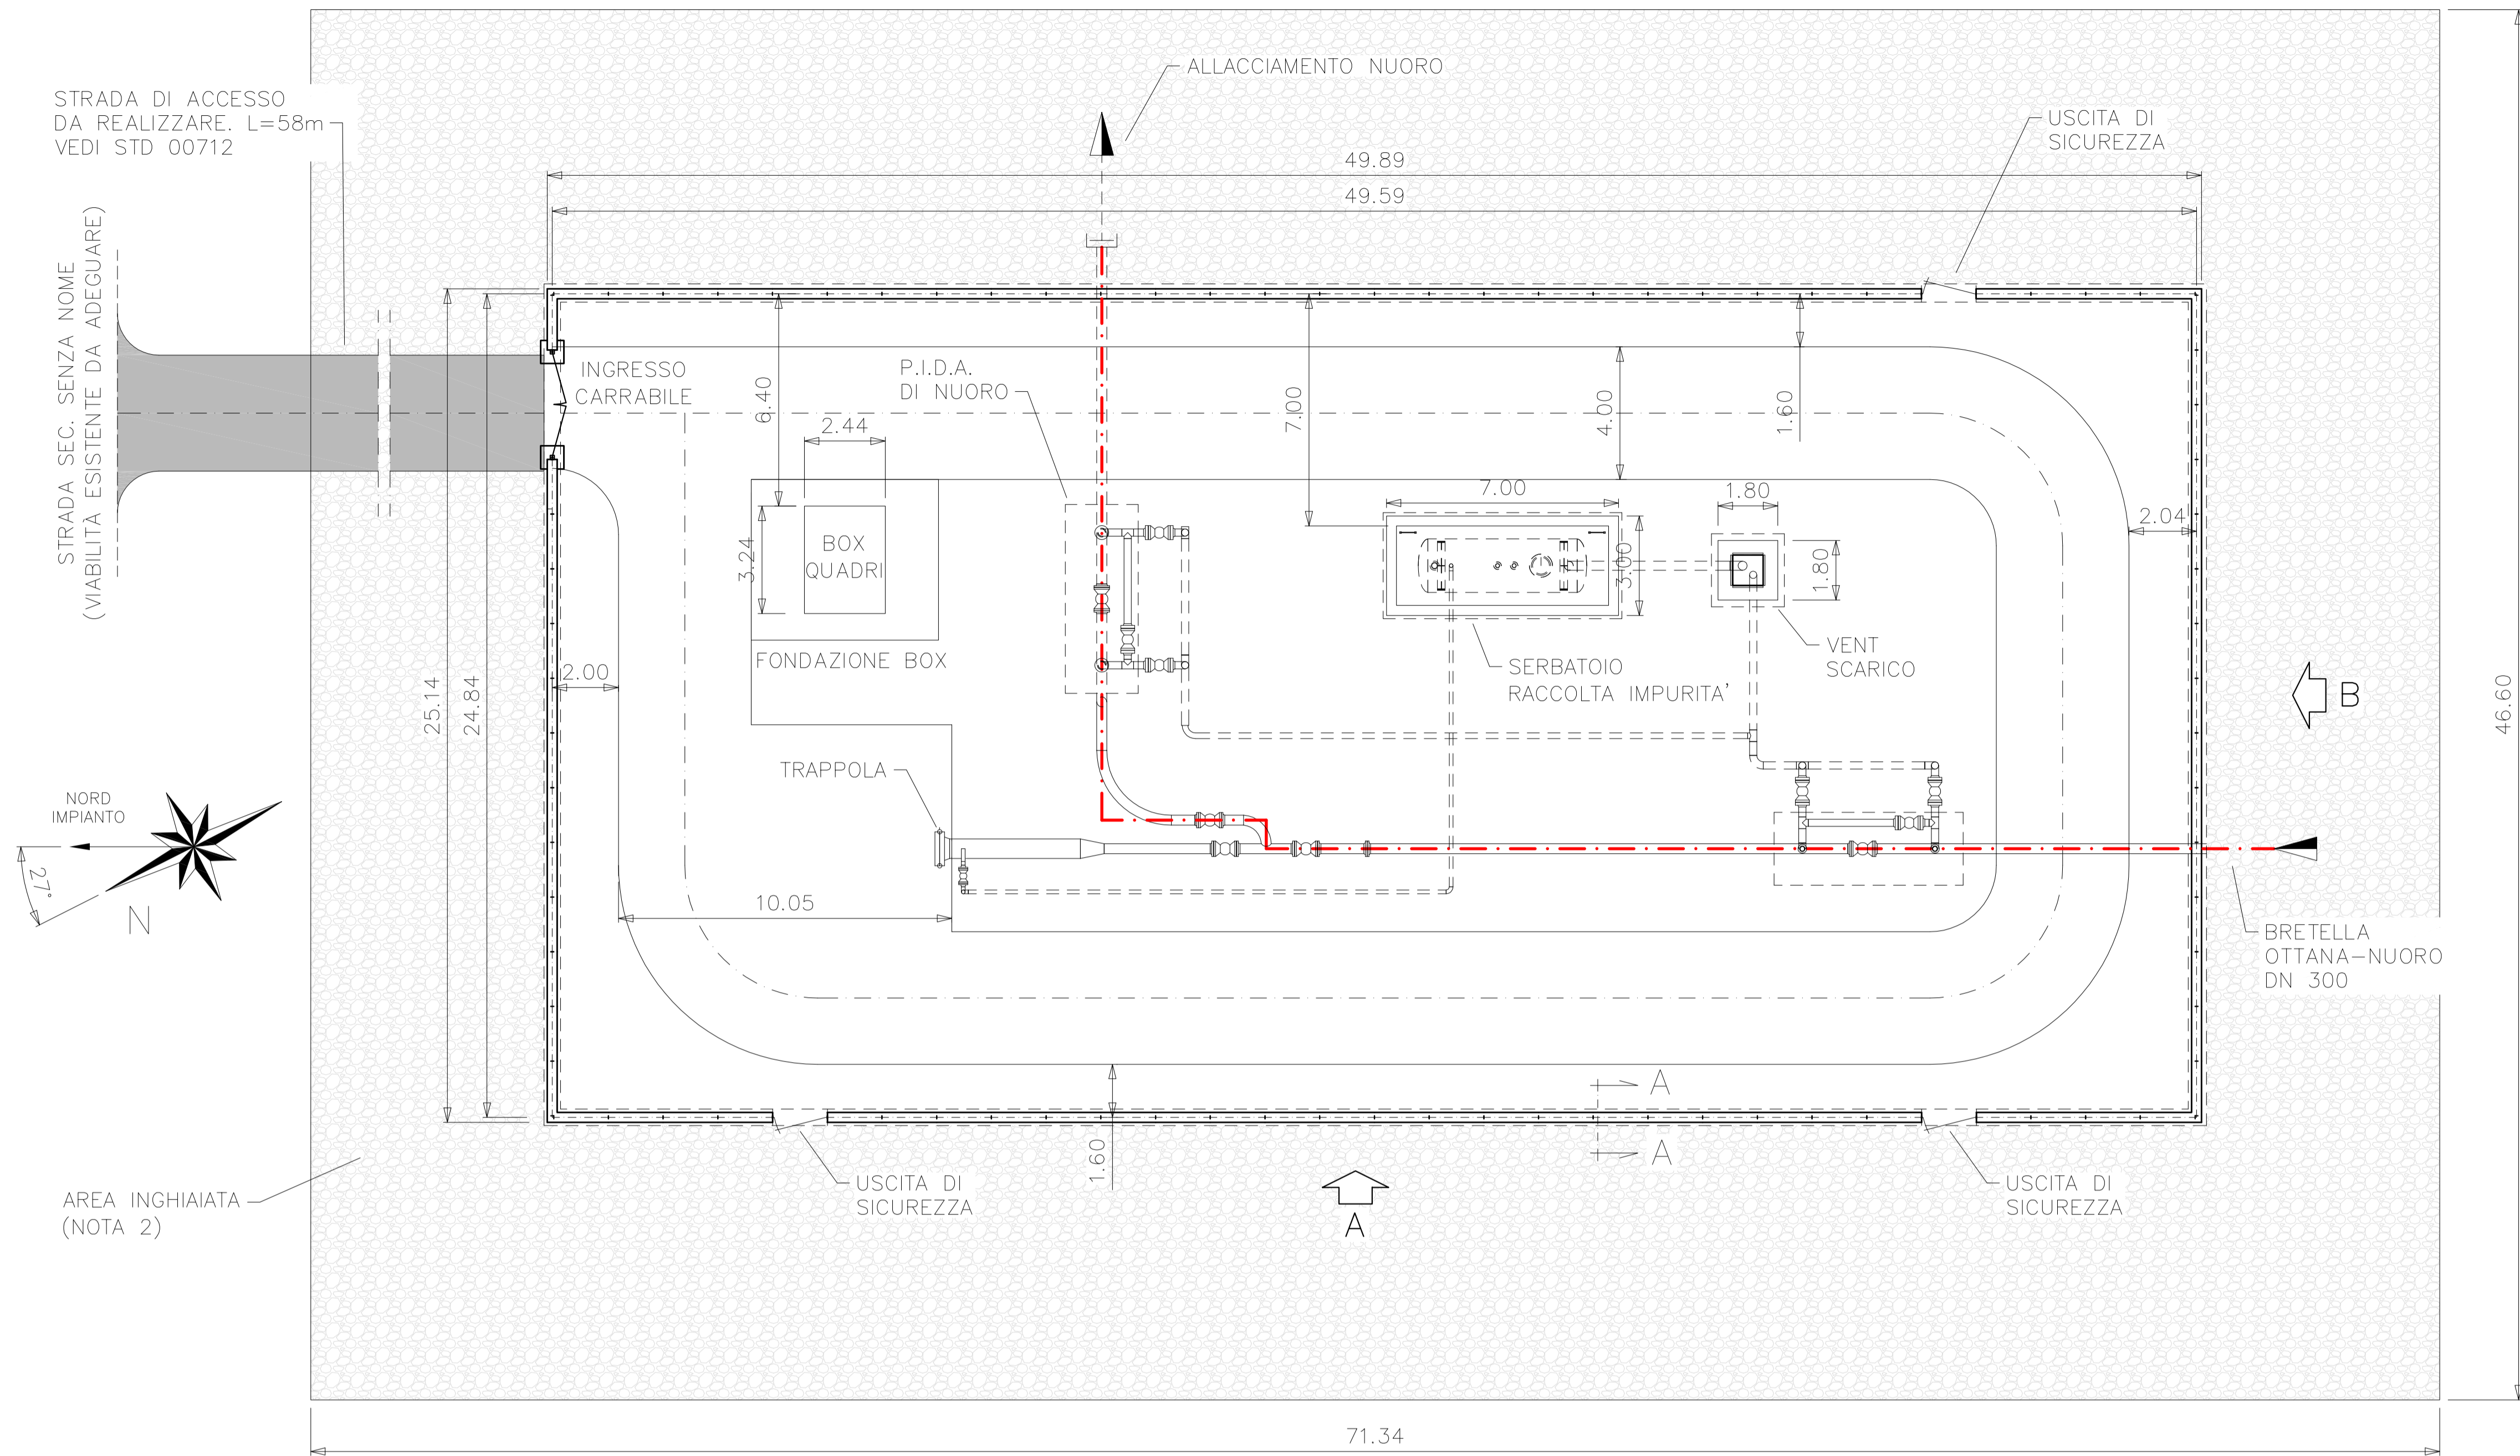 ALLACCIAMENTO NUORO
STRADA DI ACCESSO
DA REALIZZARE. L=58m
VEDI STD 00712
USCITA DI
SICUREZZA
49.89
49.59
STRADA SEC. SENZA NOME
(VIABILITÀ ESISTENTE DA ADEGUARE)
INGRESSO
CARRABILE
P.I.D.A.
DI NUORO
6.40
2.44
7.00
4.00
1.60
7.00
1.80
2.04
3.24
BOX
QUADRI
3.00
1.80
FONDAZIONE BOX
2.00
SERBATOIO
RACCOLTA IMPURITA'
VENT
SCARICO
25.14
24.84
B
46.60
TRAPPOLA
NORD
IMPIANTO
27°
N
10.05
BRETELLA
OTTANA-NUORO
DN 300
A
A
1.60
AREA INGHIAIATA
(NOTA 2)
USCITA DI
SICUREZZA
A
USCITA DI
SICUREZZA
71.34